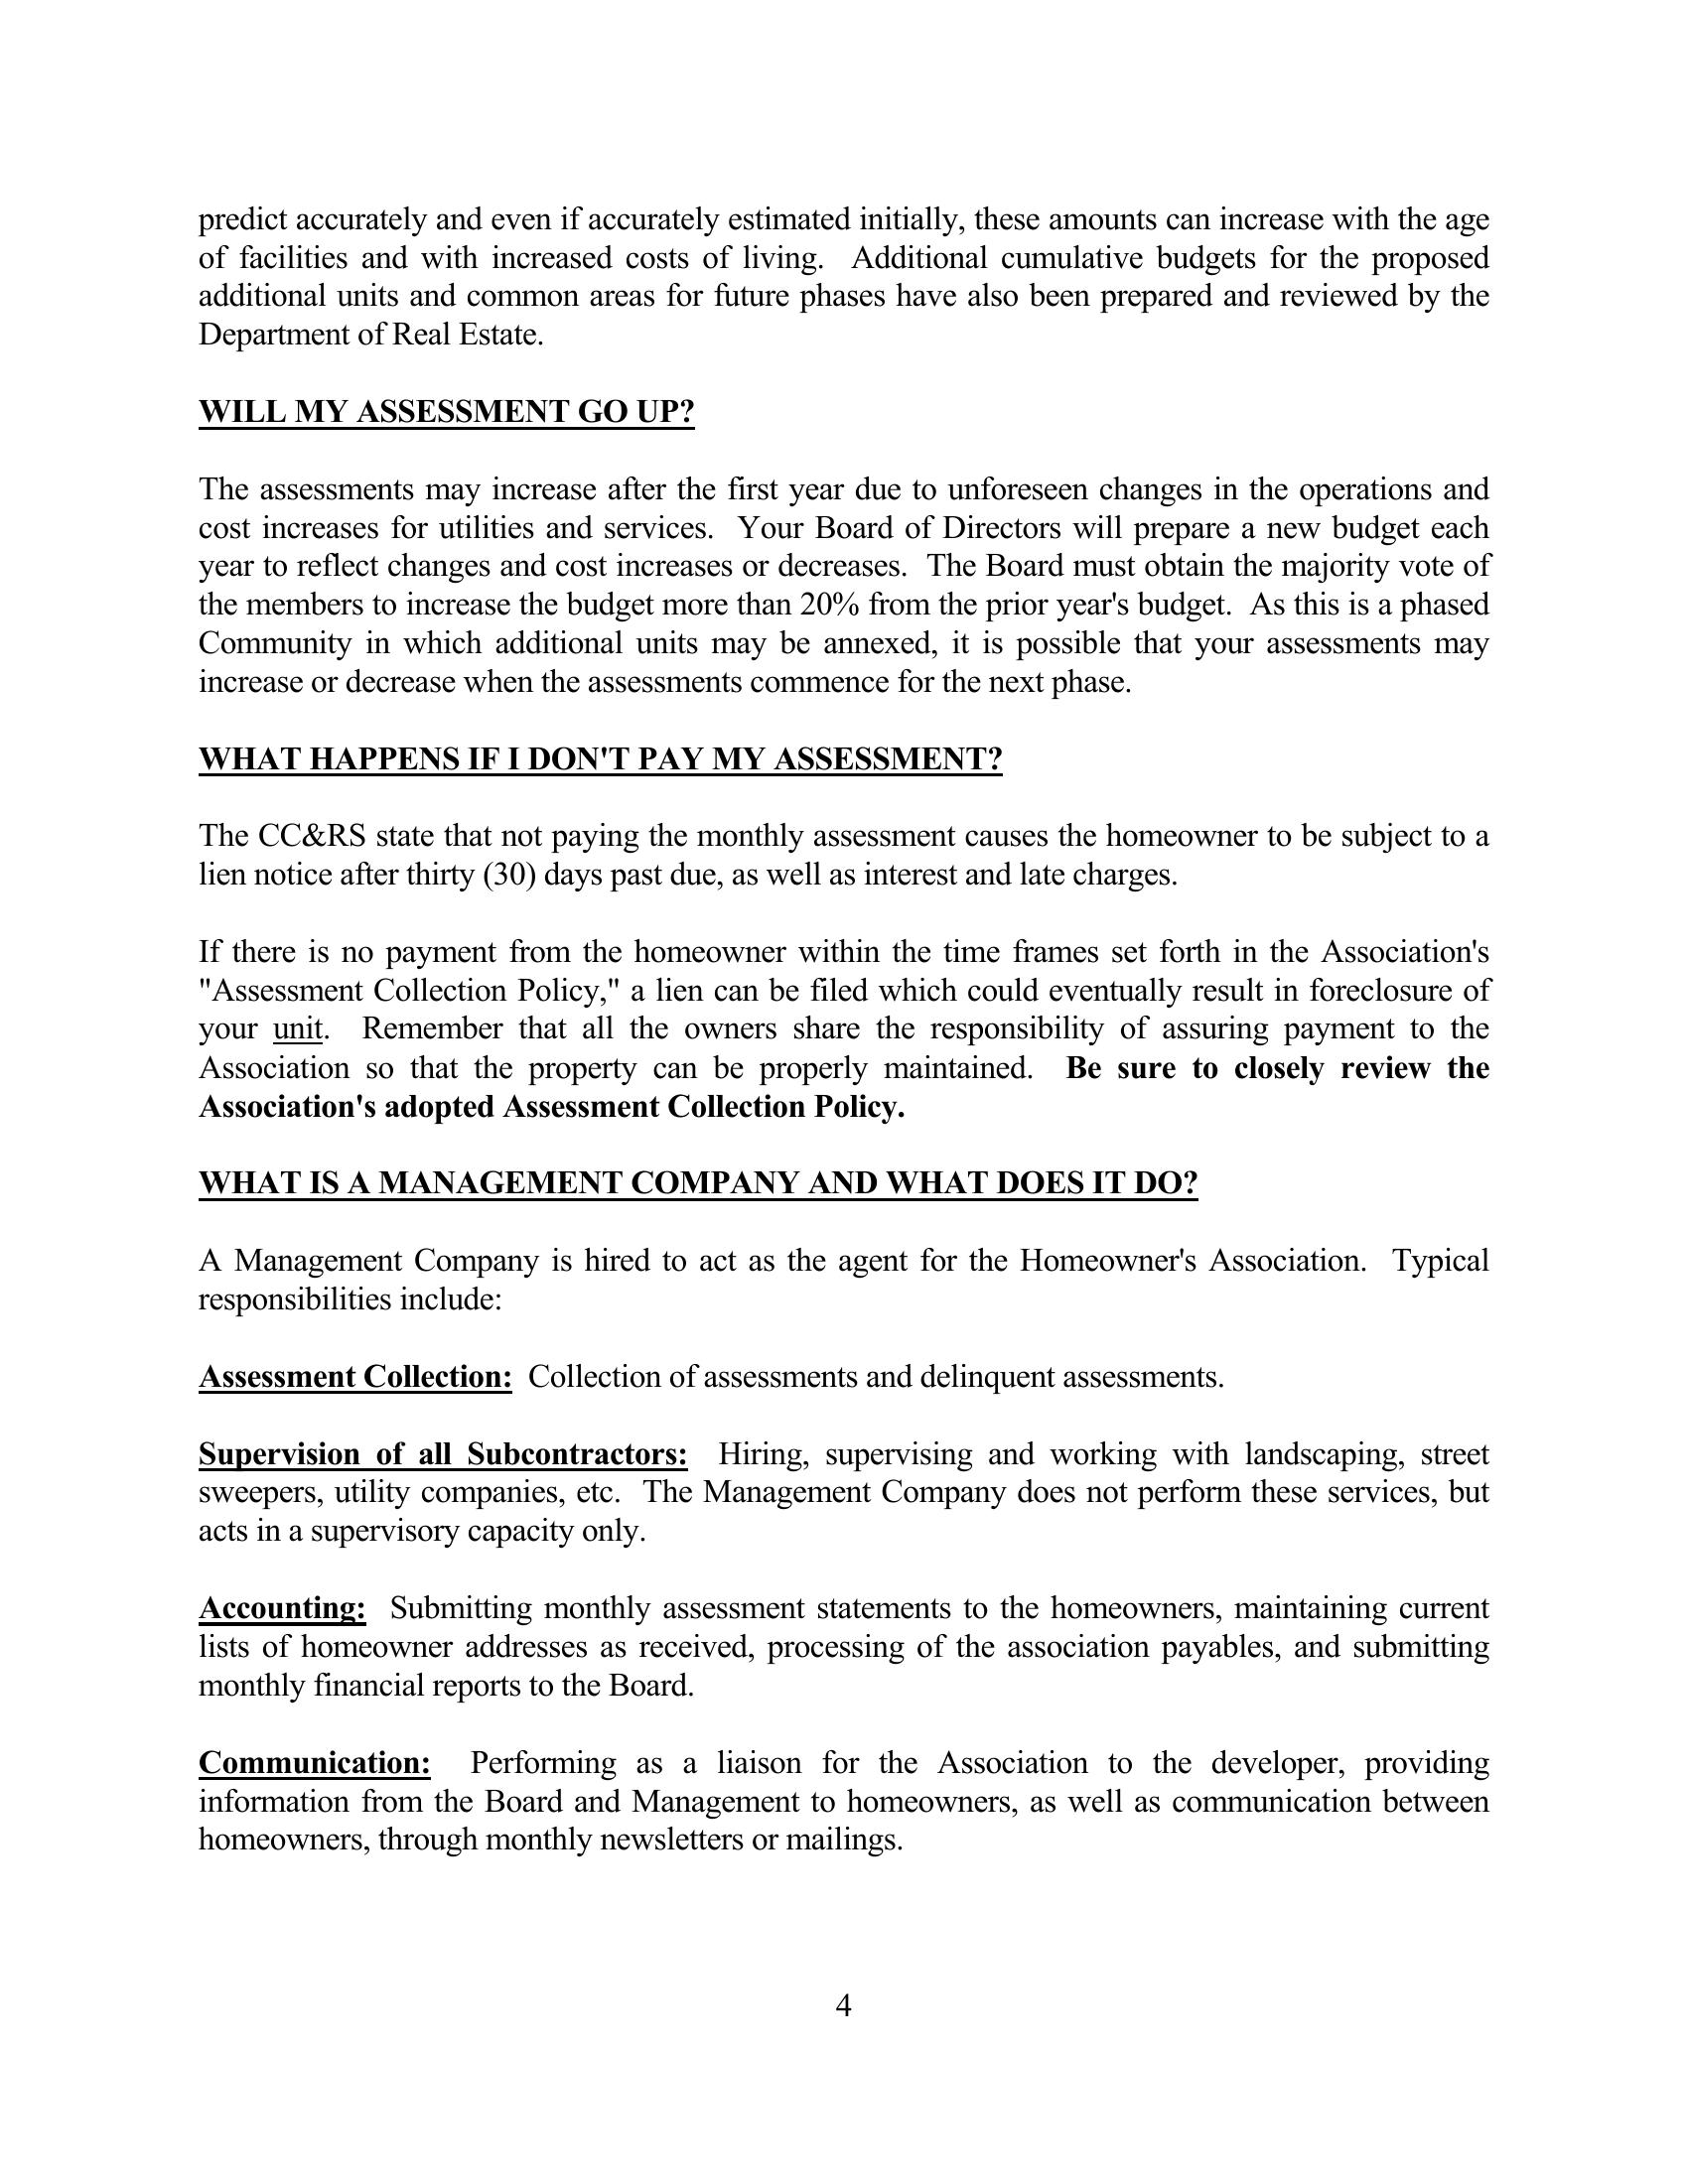 predict accurately and even if accurately estimated initially, these amounts can increase with the age
of facilities and with increased costs of living.  Additional cumulative budgets for the proposed
additional units and common areas for future phases have also been prepared and reviewed by the
Department of Real Estate.
WILL MY ASSESSMENT GO UP?
The assessments may increase after the first year due to unforeseen changes in the operations and
cost increases for utilities and services.  Your Board of Directors will prepare a new budget each
year to reflect changes and cost increases or decreases.  The Board must obtain the majority vote of
the members to increase the budget more than 20% from the prior year's budget.  As this is a phased
Community in which additional units may be annexed, it is possible that your assessments may
increase or decrease when the assessments commence for the next phase.
WHAT HAPPENS IF I DON'T PAY MY ASSESSMENT?
The CC&RS state that not paying the monthly assessment causes the homeowner to be subject to a
lien notice after thirty (30) days past due, as well as interest and late charges.
If there is no payment from the homeowner within the time frames set forth in the Association's
"Assessment Collection Policy," a lien can be filed which could eventually result in foreclosure of
your unit.  Remember that all the owners share the responsibility of assuring payment to the
Association so that the property can be properly maintained.  Be sure to closely review the
Association's adopted Assessment Collection Policy.
WHAT IS A MANAGEMENT COMPANY AND WHAT DOES IT DO?
A Management Company is hired to act as the agent for the Homeowner's Association.  Typical
responsibilities include:
Assessment Collection:  Collection of assessments and delinquent assessments.
Supervision of all Subcontractors:  Hiring, supervising and working with landscaping, street
sweepers, utility companies, etc.  The Management Company does not perform these services, but
acts in a supervisory capacity only.
Accounting:  Submitting monthly assessment statements to the homeowners, maintaining current
lists of homeowner addresses as received, processing of the association payables, and submitting
monthly financial reports to the Board.
Communication:  Performing as a liaison for the Association to the developer, providing
information from the Board and Management to homeowners, as well as communication between
homeowners, through monthly newsletters or mailings.
4